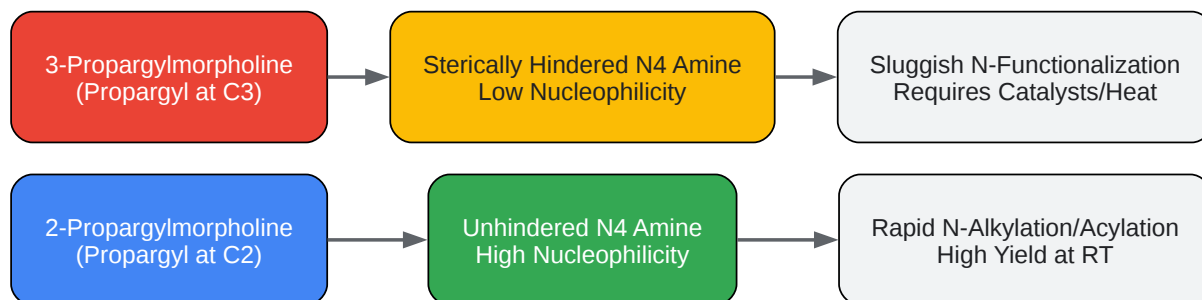 3-Propargylmorpholine
(Propargyl at C3)
Sterically Hindered N4 Amine
Low Nucleophilicity
Sluggish N-Functionalization
Requires Catalysts/Heat
2-Propargylmorpholine
(Propargyl at C2)
Unhindered N4 Amine
High Nucleophilicity
Rapid N-Alkylation/Acylation
High Yield at RT